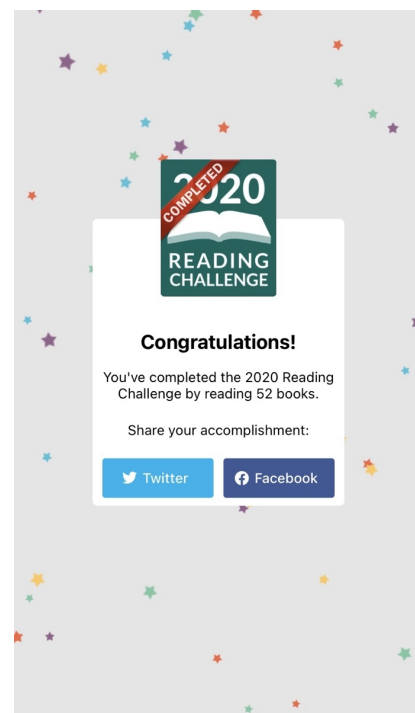 2020
COMPLETED
READING
CHALLENGE
Congratulations!
You've completed the 2020 Reading
Challenge by reading 52 books.
Share your accomplishment:
Twitter
Facebook